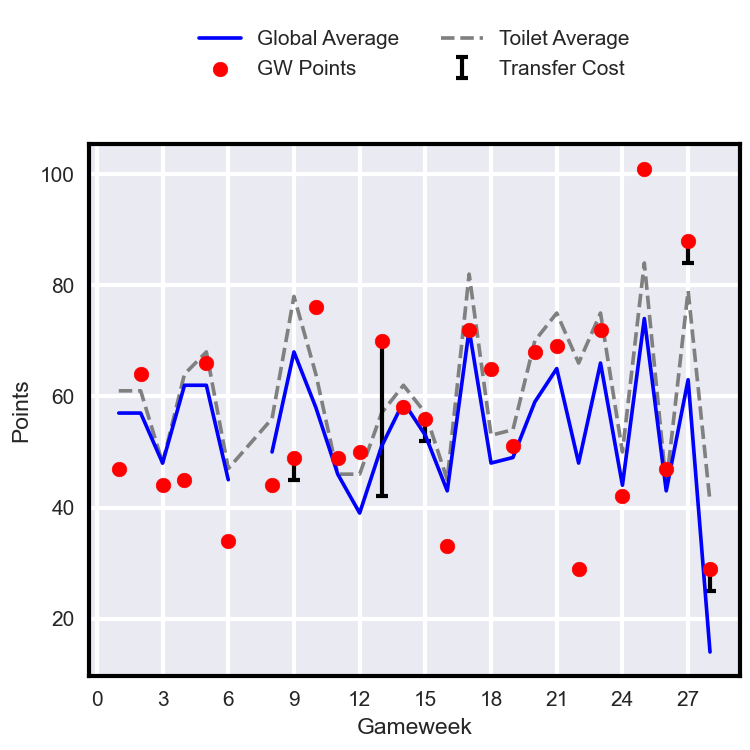 Global Average
Toilet Average
GW Points
Transfer Cost
100
80
60
40
20
Points
0 3 6 9 12 15 18 21 24 27
Gameweek